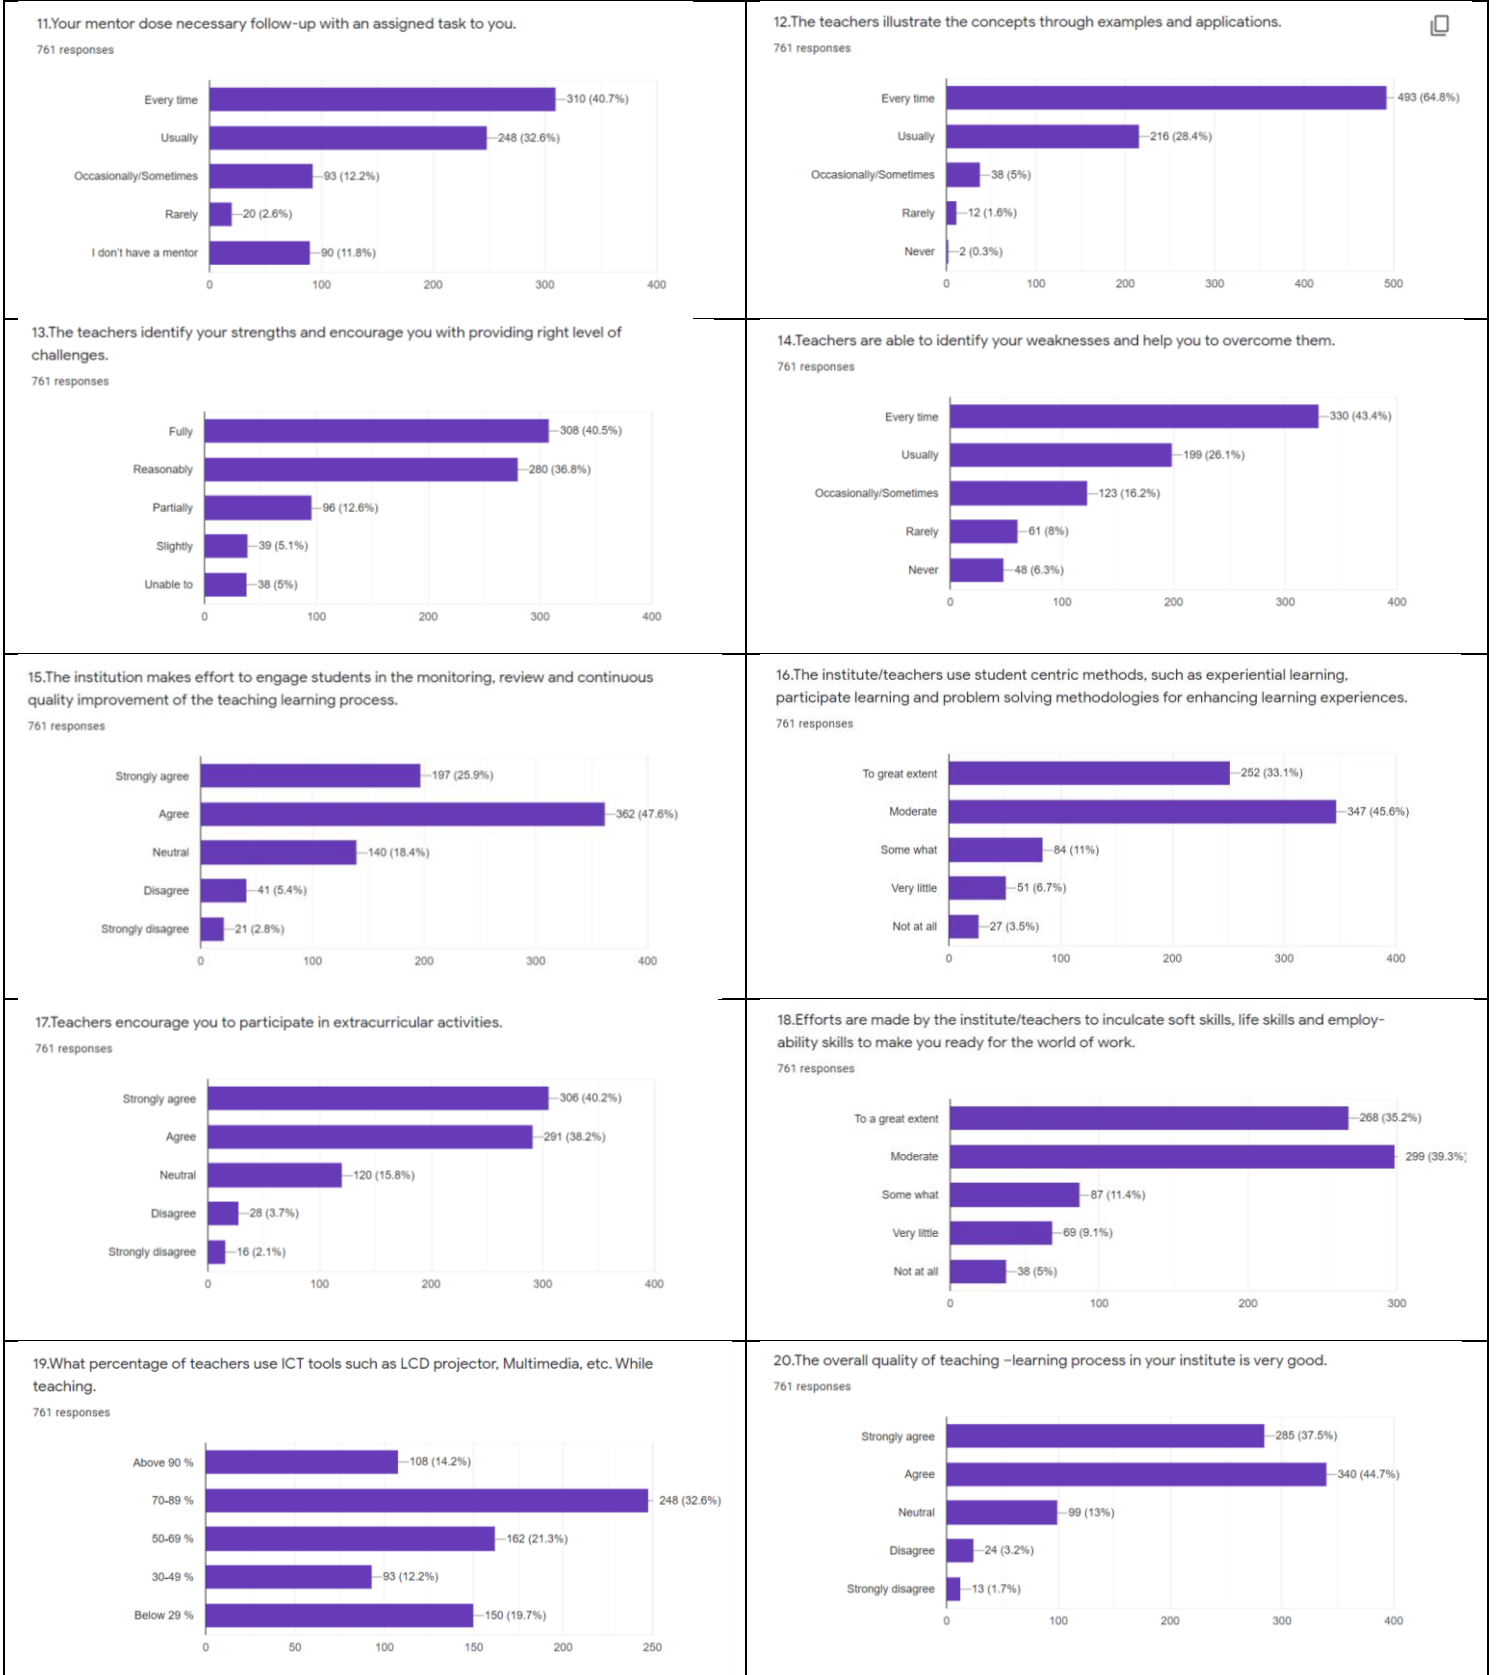 11.Your mentor dose necessary follow-up with an assigned task to you.
761 responses
Every time
310 (40.7%)
Usually
248 (32.6%)
Occasionally/Sometimes
93 (12.2%)
Rarely
20 (2.6%)
I don't have a mentor
90 (11.8%)
0 100 200 300 400
12.The teachers illustrate the concepts through examples and applications.
761 responses
Every time
493 (64.8%)
Usually
216 (28.4%)
Occasionally/Sometimes
38 (5%)
Rarely
12 (1.6%)
Never
2 (0.3%)
0 100 200 300 400 500
13.The teachers identify your strengths and encourage you with providing right level of
challenges.
761 responses
Fully
308 (40.5%)
Reasonably
280 (36.8%)
Partially
96 (12.6%)
Slightly
39 (5.1%)
Unable to
38 (5%)
0 100 200 300 400
14.Teachers are able to identify your weaknesses and help you to overcome them.
761 responses
Every time
330 (43.4%)
Usually
199 (26.1%)
Occasionally/Sometimes
123 (16.2%)
Rarely
61 (8%)
Never
48 (6.3%)
0 100 200 300 400
15.The institution makes effort to engage students in the monitoring, review and continuous
quality improvement of the teaching learning process.
761 responses
Strongly agree
197 (25.9%)
Agree
362 (47.6%)
Neutral
140 (18.4%)
Disagree
41 (5.4%)
Strongly disagree
21 (2.8%)
0 100 200 300 400
16.The institute/teachers use student centric methods, such as experiential learning,
participate learning and problem solving methodologies for enhancing learning experiences.
761 responses
To great extent
252 (33.1%)
Moderate
347 (45.6%)
Some what
84 (11%)
Very little
51 (6.7%)
Not at all
27 (3.5%)
0 100 200 300 400
17.Teachers encourage you to participate in extracurricular activities.
761 responses
Strongly agree
306 (40.2%)
Agree
291 (38.2%)
Neutral
120 (15.8%)
Disagree
28 (3.7%)
Strongly disagree
16 (2.1%)
0 100 200 300 400
18.Efforts are made by the institute/teachers to inculcate soft skills, life skills and employ-
ability skills to make you ready for the world of work.
761 responses
To a great extent
268 (35.2%)
Moderate
299 (39.3%)
Some what
87 (11.4%)
Very little
69 (9.1%)
Not at all
38 (5%)
0 100 200 300
19.What percentage of teachers use ICT tools such as LCD projector, Multimedia, etc. While
teaching.
761 responses
Above 90 %
108 (14.2%)
70-89 %
248 (32.6%)
50-69 %
162 (21.3%)
30-49 %
93 (12.2%)
Below 29 %
150 (19.7%)
0 50 100 150 200 250
20.The overall quality of teaching –learning process in your institute is very good.
761 responses
Strongly agree
285 (37.5%)
Agree
340 (44.7%)
Neutral
99 (13%)
Disagree
24 (3.2%)
Strongly disagree
13 (1.7%)
0 100 200 300 400